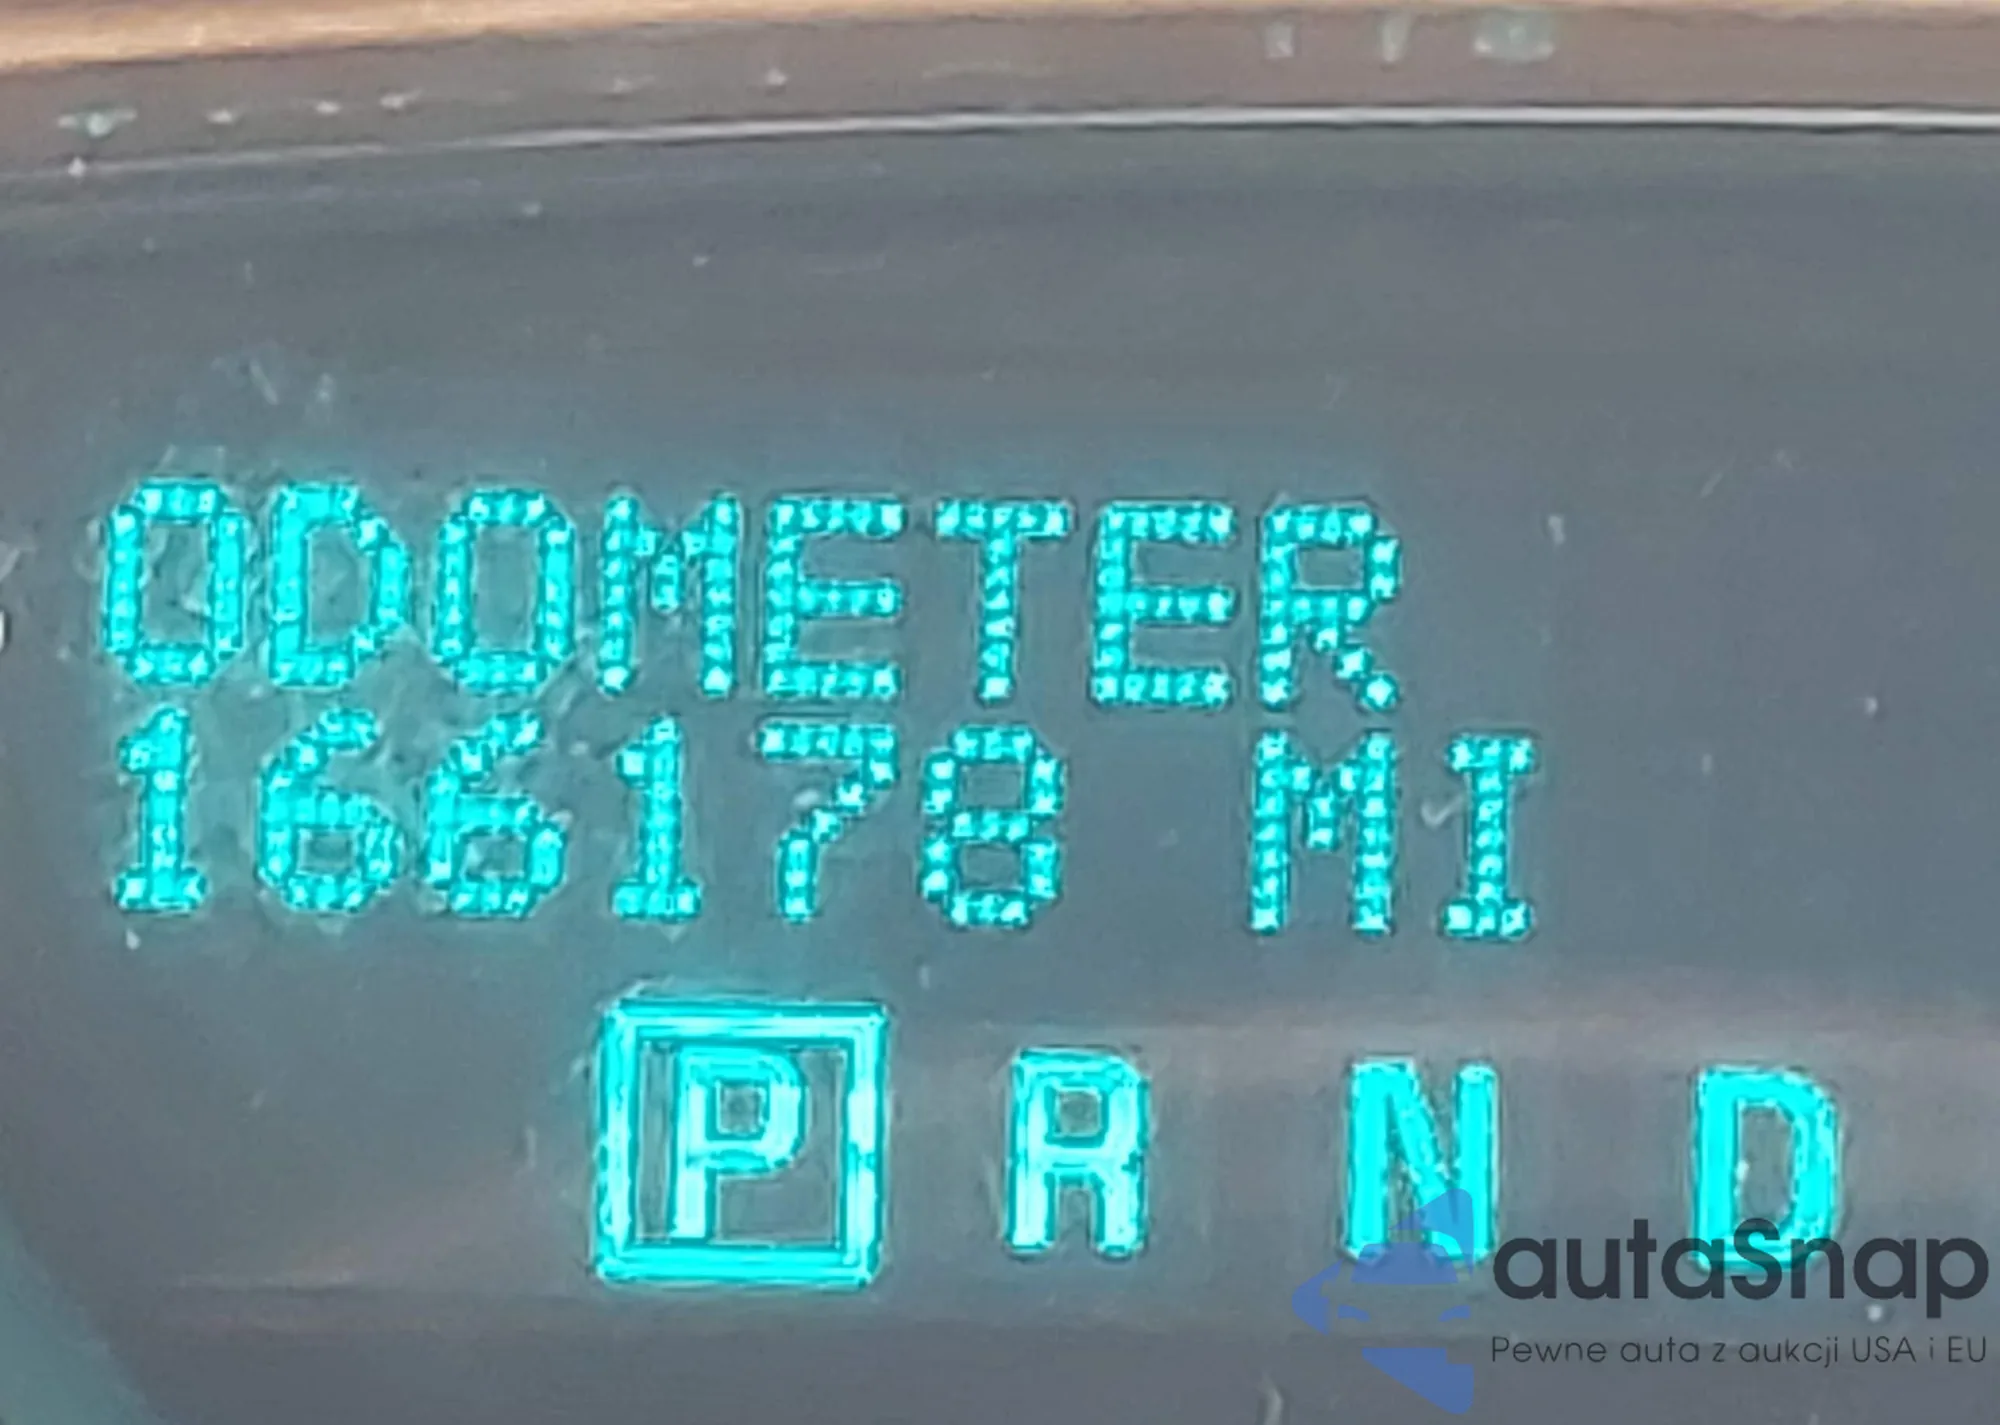 ODOMETER
166178 MI
P R N D
autaSnap
Pewne auta z aukcji USA i EU